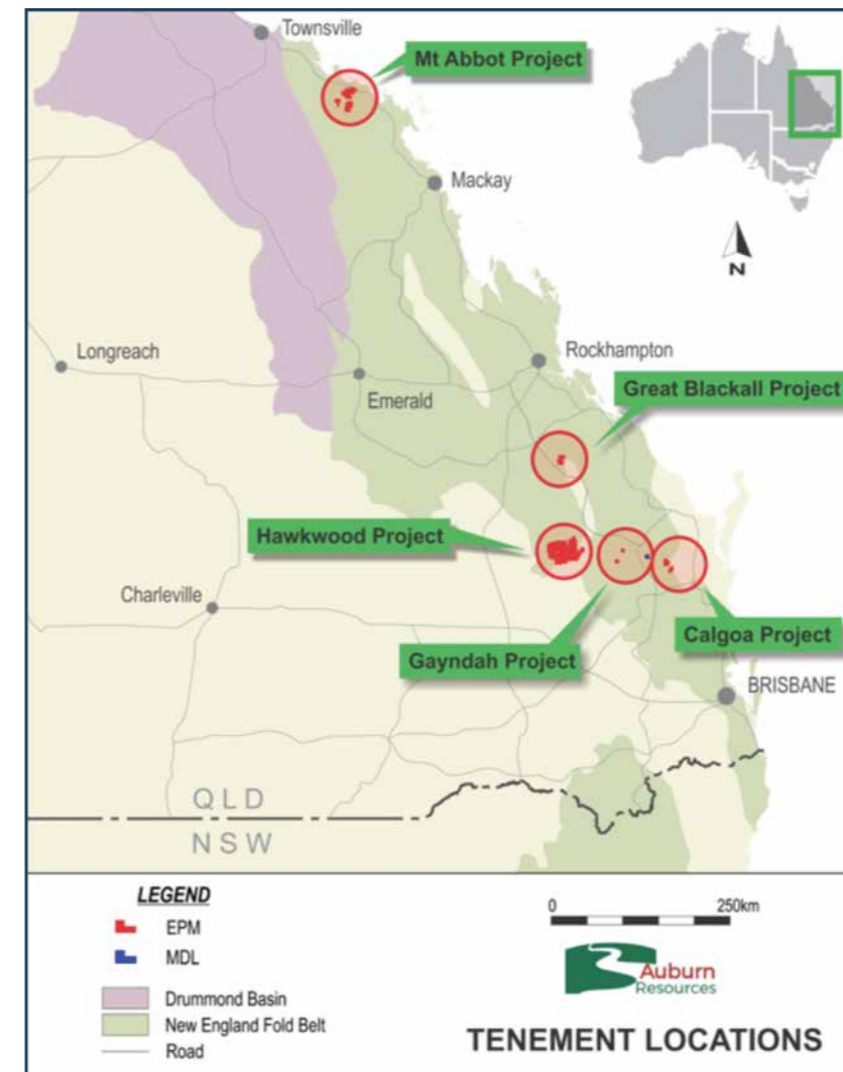 Townsville
Mt Abbot Project
Mackay
N
Longreach
Rockhampton
Emerald
Great Blackall Project
Hawkwood Project
Charleville
Calgoa Project
Gayndah Project
BRISBANE
QLD
NSW
LEGEND
EPM
MDL
Drummond Basin
New England Fold Belt
Road
0 250km
Auburn
Resources
TENEMENT LOCATIONS